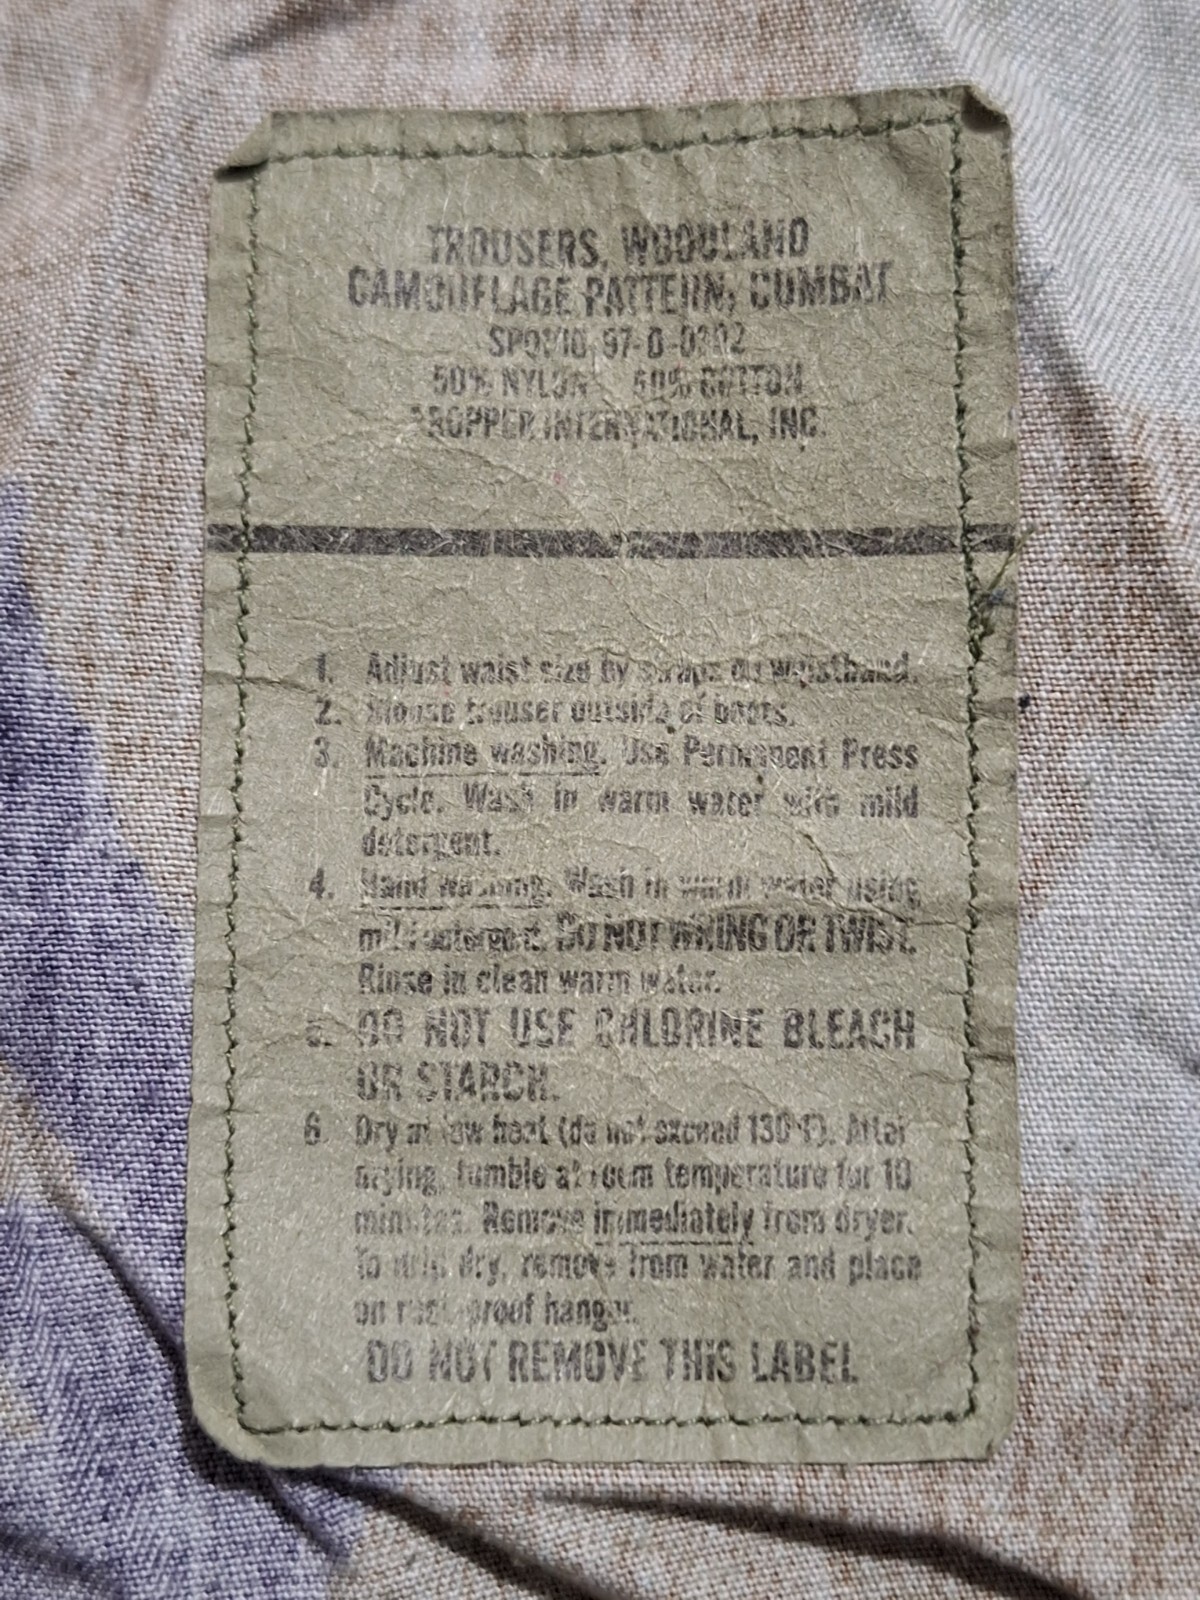 TROUSERS, WOODLAND
CAMOUFLAGE PATTERN, COMBAT
50% NYLON 50% COTTON
PROPPER INTERNATIONAL, INC.
1. Adjust waist size by straps on waistband.
2. Blouse trouser outside of boots.
3. Machine washing. Use Permanent Press
Cycle. Wash in warm water with mild
detergent.
4. Hand washing. Wash in warm water using
mild detergent. DO NOT WRING OR TWIST.
Rinse in clean warm water.
5. DO NOT USE CHLORINE BLEACH
OR STARCH.
6. Dry at low heat (do not exceed 130°F). After
drying, tumble at room temperature for 10
minutes. Remove immediately from dryer.
To drip dry, remove from water and place
on rust-proof hanger.
DO NOT REMOVE THIS LABEL